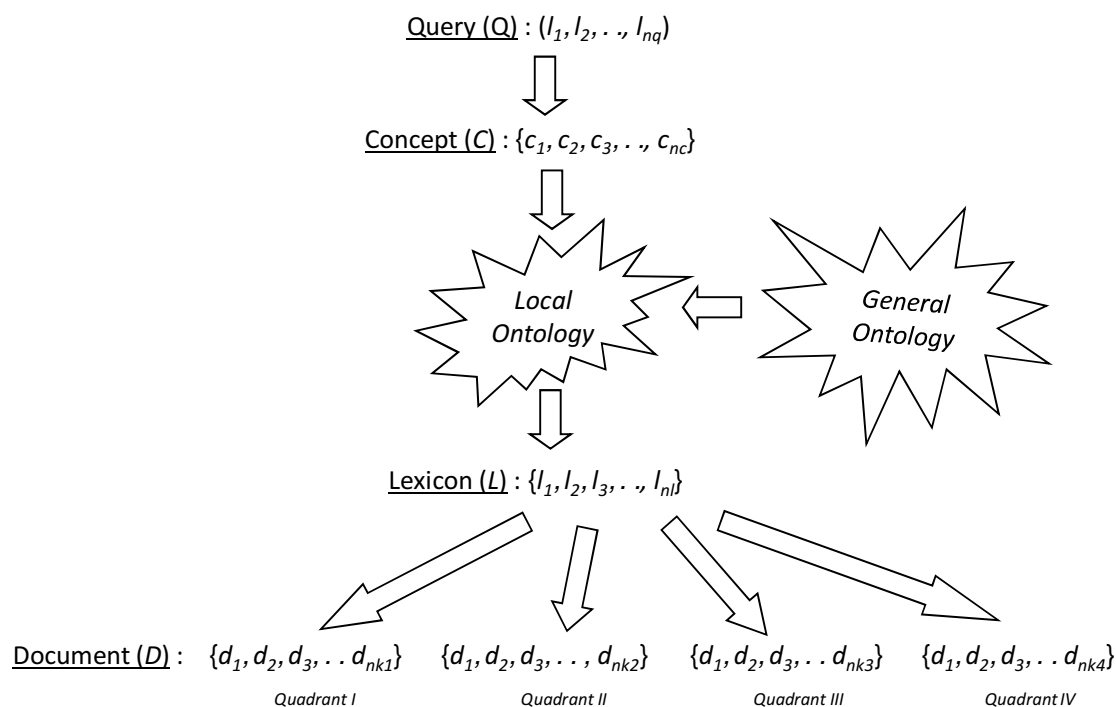 Query (Q) : (l₁, l₂, . ., lnq)
Concept (C) : {c₁, c₂, c₃, . ., cnc}
Local
Ontology
General
Ontology
Lexicon (L) : {l₁, l₂, l₃, . ., lnl}
Document (D) : {d₁, d₂, d₃, . . dnk1} {d₁, d₂, d₃, . . , dnk2} {d₁, d₂, d₃, . . dnk3} {d₁, d₂, d₃, . . dnk4}
Quadrant I Quadrant II Quadrant III Quadrant IV